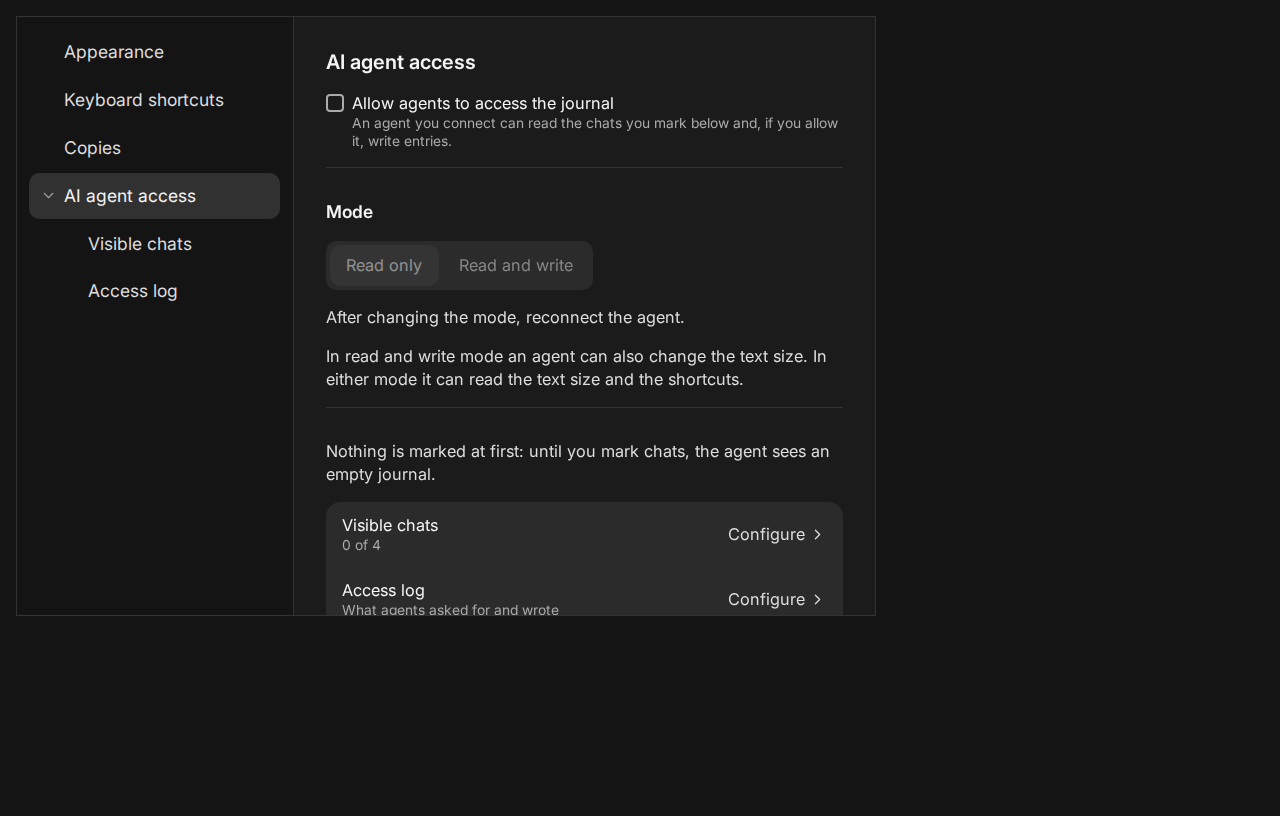 Appearance
Keyboard shortcuts
Copies
AI agent access
Visible chats
Access log
AI agent access
Allow agents to access the journal
An agent you connect can read the chats you mark below and, if you allow
it, write entries.
Mode
Read only
Read and write
After changing the mode, reconnect the agent.
In read and write mode an agent can also change the text size. In
either mode it can read the text size and the shortcuts.
Nothing is marked at first: until you mark chats, the agent sees an
empty journal.
Visible chats
0 of 4
Configure
Access log
What agents asked for and wrote
Configure